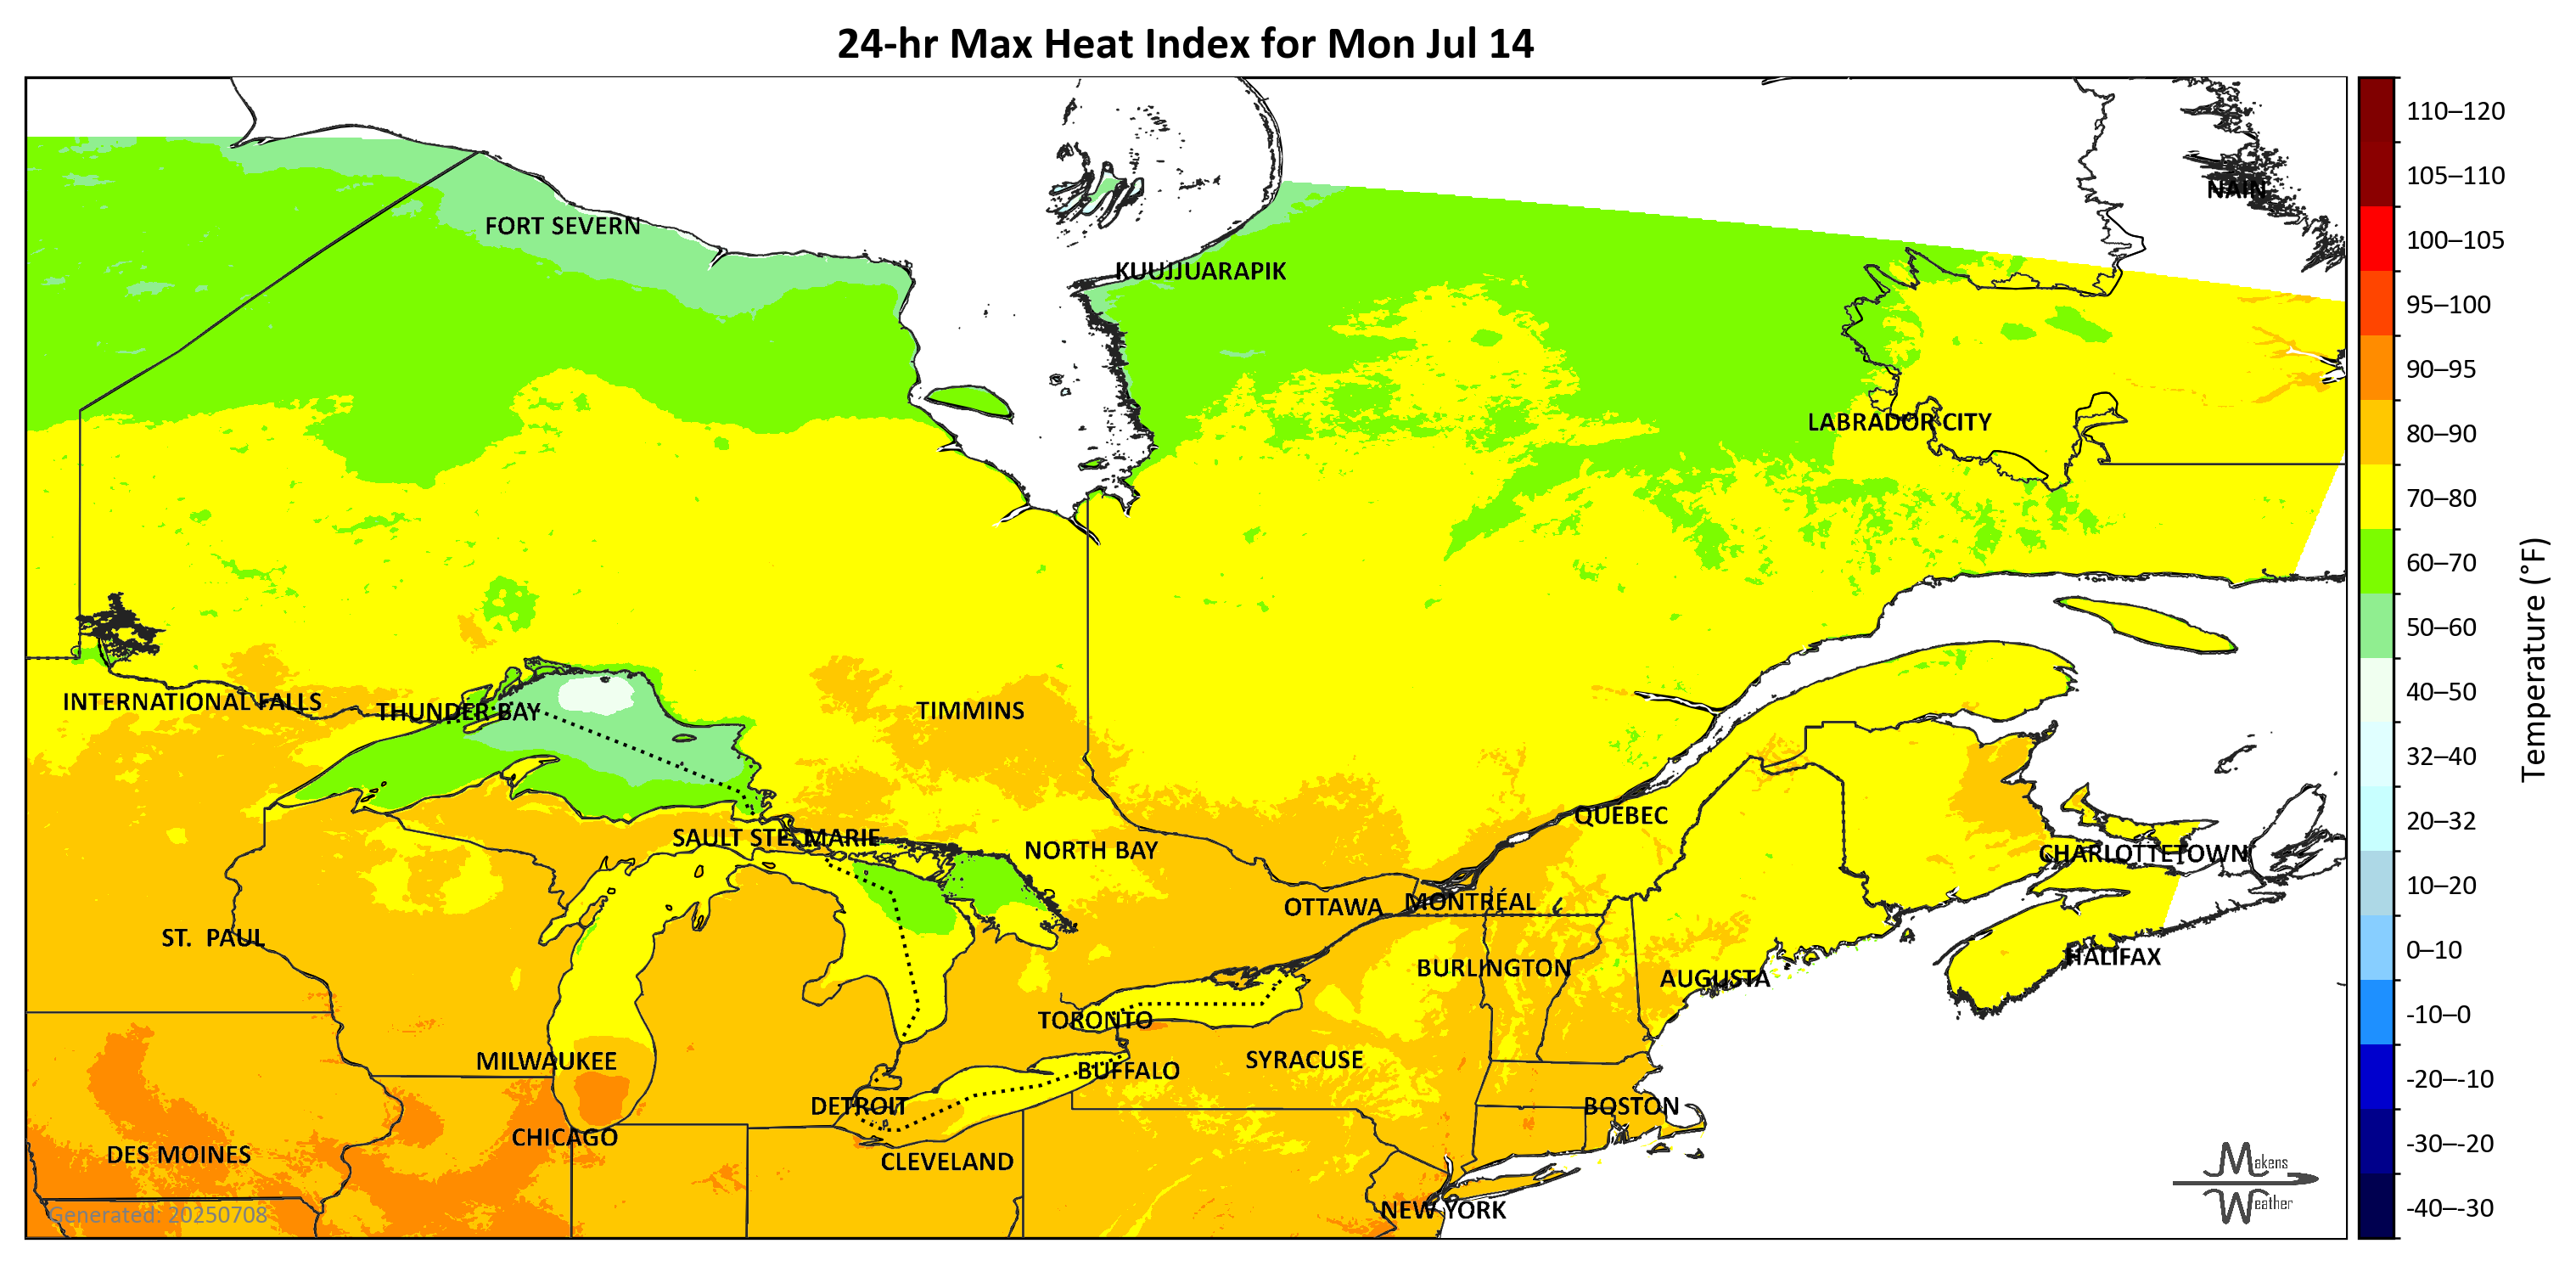 24-hr Max Heat Index for Mon Jul 14
NAIN
FORT SEVERN
KUUJJUARAPIK
LABRADOR CITY
INTERNATIONAL FALLS
THUNDER BAY
TIMMINS
QUEBEC
SAULT STE. MARIE
NORTH BAY
CHARLOTTETOWN
OTTAWA
MONTRÉAL
ST. PAUL
HALIFAX
BURLINGTON
AUGUSTA
TORONTO
MILWAUKEE
SYRACUSE
BUFFALO
DETROIT
BOSTON
CHICAGO
DES MOINES
CLEVELAND
NEW YORK
Generated: 20250708
Makens
Weather
110–120
105–110
100–105
95–100
90–95
80–90
70–80
60–70
50–60
40–50
32–40
20–32
10–20
0–10
-10–0
-20–-10
-30–-20
-40–-30
Temperature (°F)